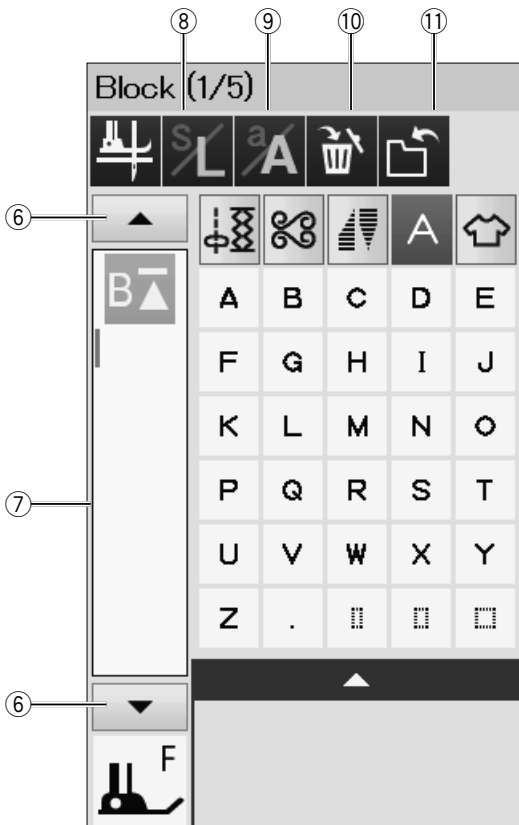 ⑧ ⑨ ⑩ ⑪
Block (1/5)
S/L a/A
⑥
A
B
A B C D E
F G H I J
K L M N O
⑦
P Q R S T
U V W X Y
Z .
⑥
F